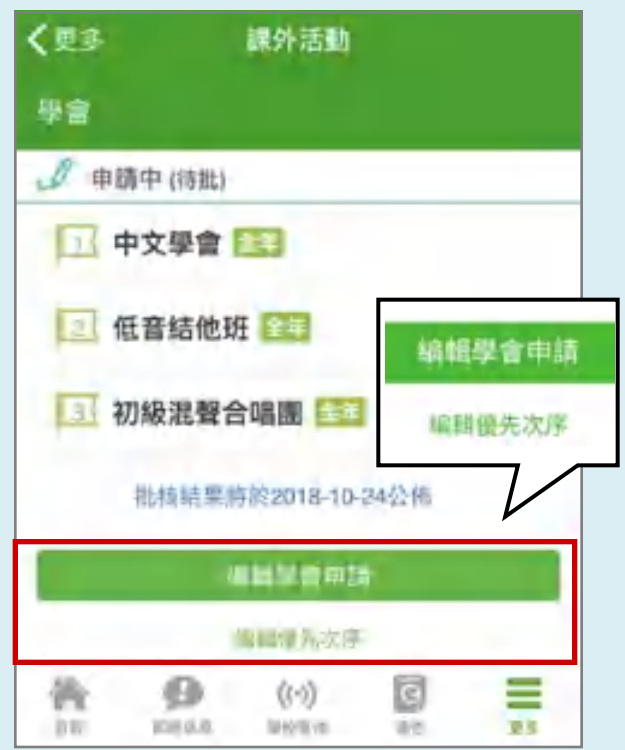 更多
課外活動
學會
申請中 (待批)
1 中文學會 全年
2 低音結他班 全年
3 初級混聲合唱團 全年
編輯學會申請
編輯優先次序
批核結果將於2018-10-24公佈
編輯學會申請
編輯優先次序
更多